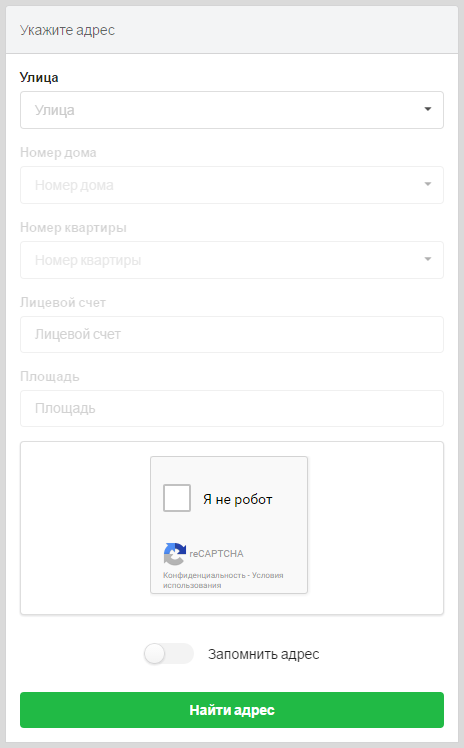 Укажите адрес
Улица
Улица
Номер дома
Номер дома
Номер квартиры
Номер квартиры
Лицевой счет
Лицевой счет
Площадь
Площадь
Я не робот
reCAPTCHA
Конфиденциальность - Условия
использования
Запомнить адрес
Найти адрес